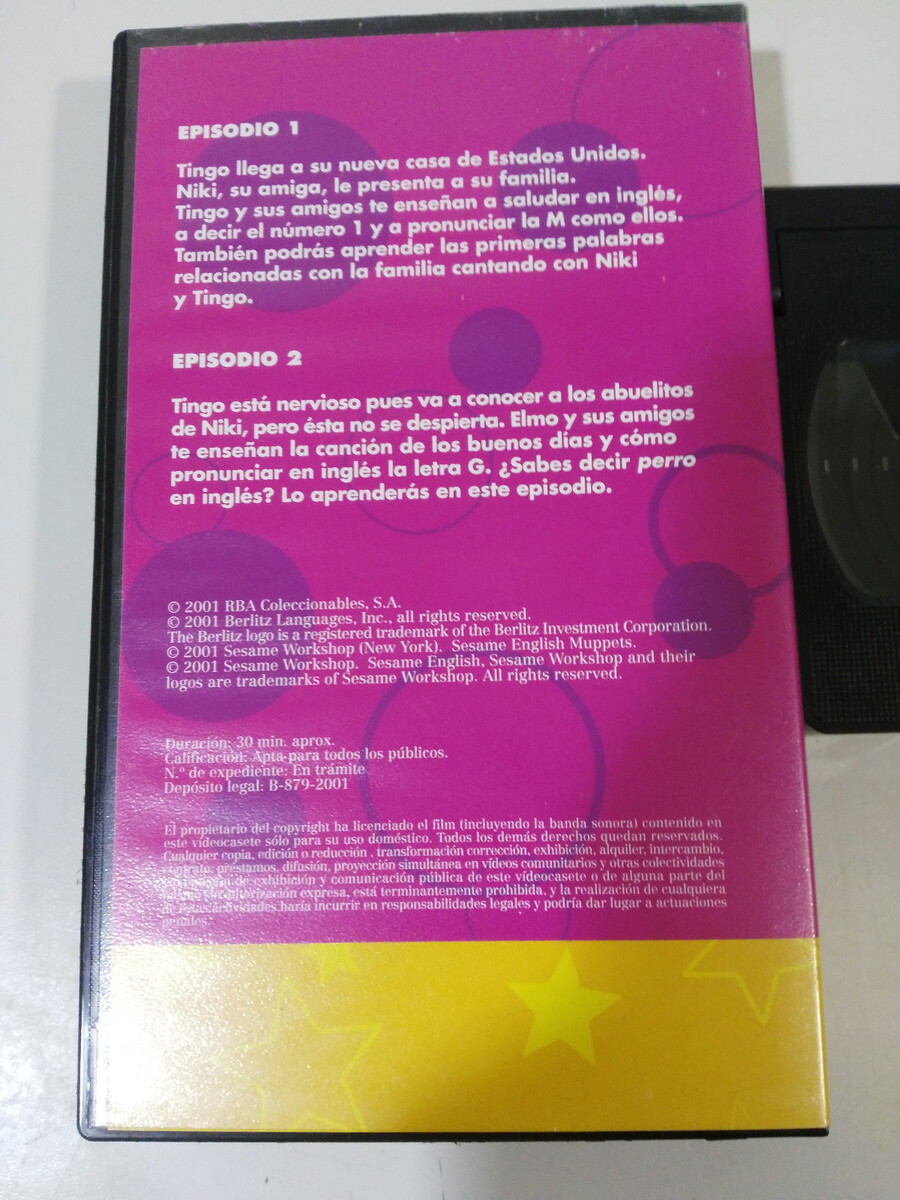 EPISODIO 1
Tingo llega a su nueva casa de Estados Unidos.
Niki, su amiga, le presenta a su familia.
Tingo y sus amigos te enseñan a saludar en inglés,
a decir el número 1 y a pronunciar la M como ellos.
También podrás aprender las primeras palabras
relacionadas con la familia cantando con Niki
y Tingo.
EPISODIO 2
Tingo está nervioso pues va a conocer a los abuelitos
de Niki, pero ésta no se despierta. Elmo y sus amigos
te enseñan la canción de los buenos días y cómo
pronunciar en inglés la letra G. ¿Sabes decir perro
en inglés? Lo aprenderás en este episodio.
© 2001 RBA Coleccionables, S.A.
© 2001 Berlitz Languages, Inc., all rights reserved.
The Berlitz logo is a registered trademark of the Berlitz Investment Corporation.
© 2001 Sesame Workshop (New York). Sesame English Muppets.
© 2001 Sesame Workshop. Sesame English, Sesame Workshop and their
logos are trademarks of Sesame Workshop. All rights reserved.
Duración: 30 min. aprox.
Calificación: Apta para todos los públicos.
N.º de expediente: En trámite
Depósito legal: B-879-2001
El propietario del copyright ha licenciado el film (incluyendo la banda sonora) contenido en
este vídeocasete sólo para su uso doméstico. Todos los demás derechos quedan reservados.
Cualquier copia, edición o reducción , transformación corrección, exhibición, alquiler, intercambio,
contrato, préstamos, difusión, proyección simultánea en vídeos comunitarios y otras colectividades
de exhibición y comunicación pública de este vídeocasete o de alguna parte del
sin autorización expresa, está terminantemente prohibida, y la realización de cualquiera
de estas actividades haría incurrir en responsabilidades legales y podría dar lugar a actuaciones
penales.